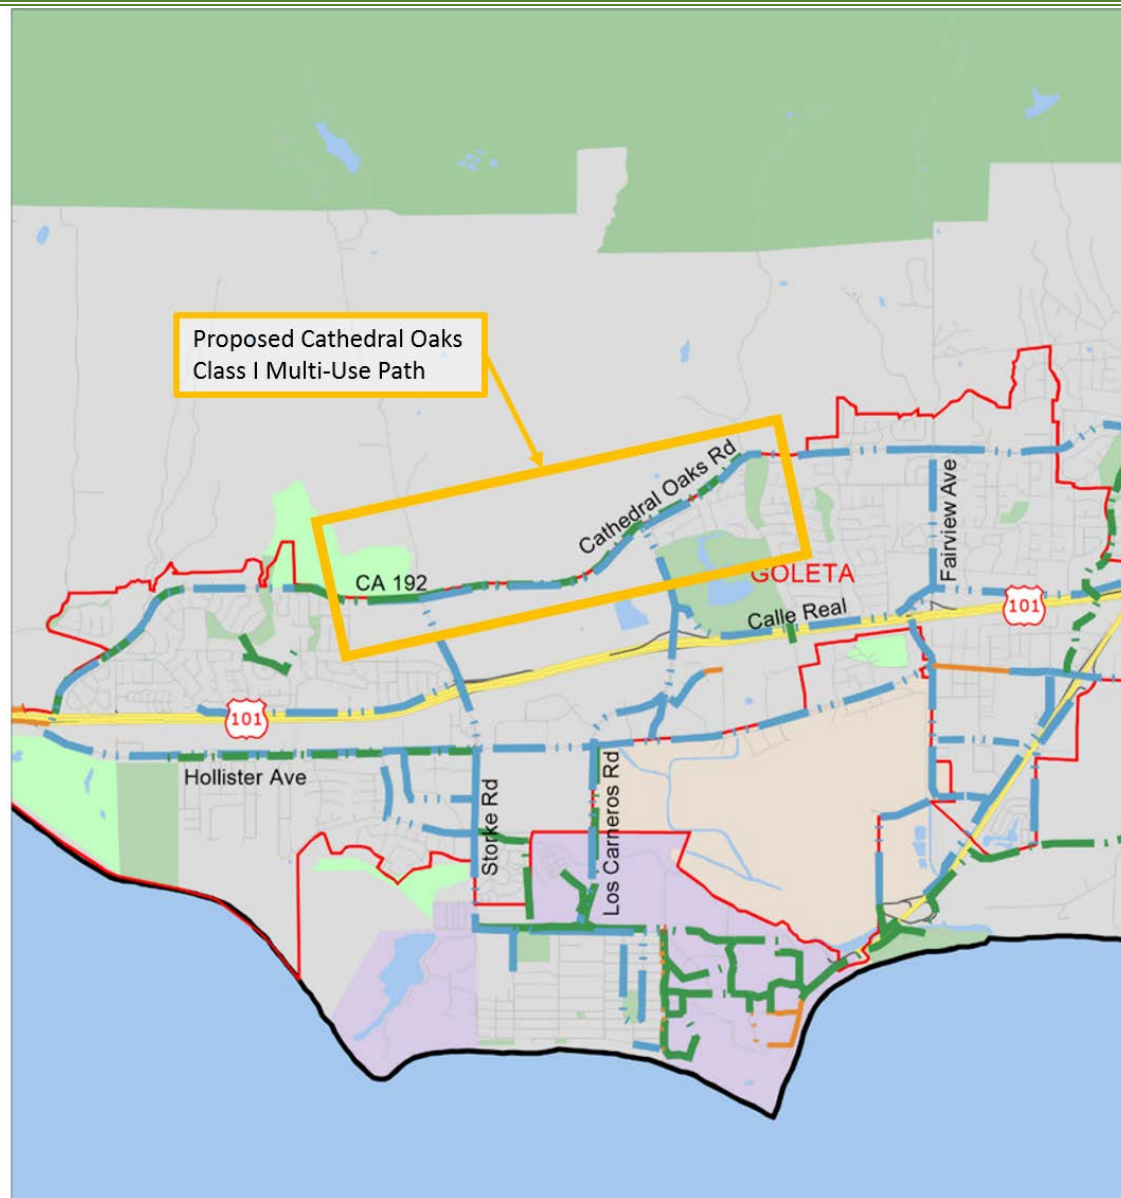 Proposed Cathedral Oaks
Class I Multi-Use Path
Cathedral Oaks Rd
Fairview Ave
CA 192
GOLETA
Calle Real
101
101
Hollister Ave
Storke Rd
Los Carneros Rd